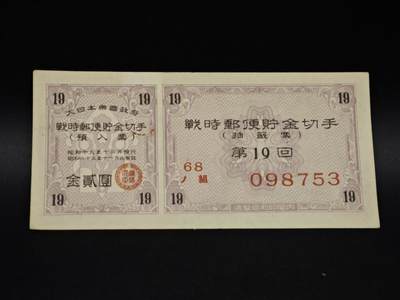 19
19
大日本帝國政府
戰時郵便貯金切手
(預入票)
金貳圓
19
19
19
19
戰時郵便貯金切手
(抽籤票)
第19回
68
ノ組
098753
19
19